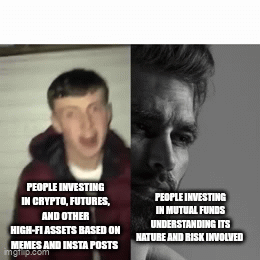 PEOPLE INVESTING
IN CRYPTO, FUTURES,
AND OTHER
HIGH-FI ASSETS BASED ON
MEMES AND INSTA POSTS
PEOPLE INVESTING
IN MUTUAL FUNDS
UNDERSTANDING ITS
NATURE AND RISK INVOLVED
imgflip.com